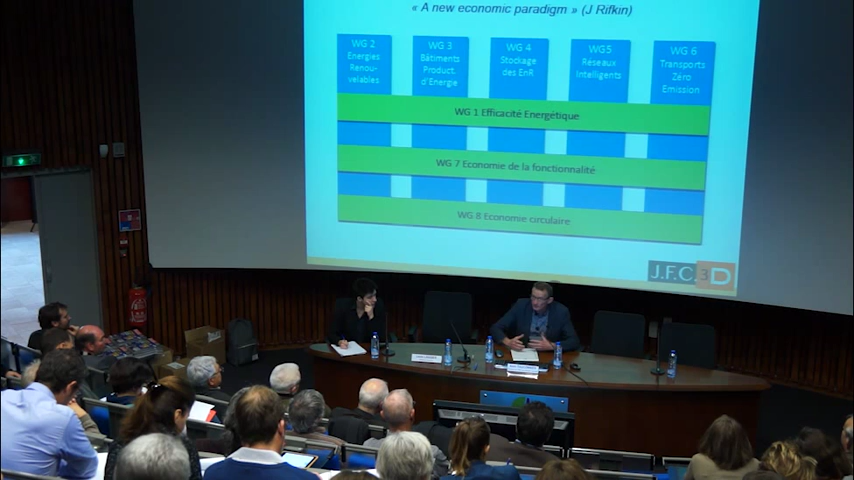 « A new economic paradigm » (J Rifkin)
WG 2
Energies
Renou-
velables
WG 3
Bâtiments
Product.
d'Energie
WG 4
Stockage
des EnR
WG5
Réseaux
Intelligents
WG 6
Transports
Zéro
Emission
WG 1 Efficacité Energétique
WG 7 Economie de la fonctionnalité
WG 8 Economie circulaire
J.F.C.3D